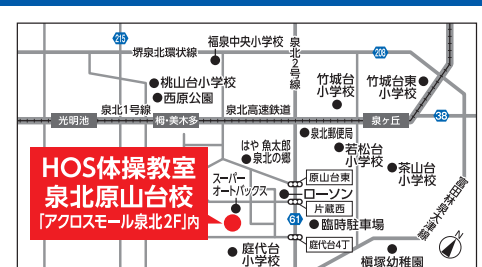 215
堺泉北環状線
福泉中央小学校
泉北2号線
208
桃山台小学校
西原公園
竹城台
小学校
竹城台東
小学校
泉北1号線
泉北高速鉄道
38
光明池
栂・美木多
泉ヶ丘
泉北郵便局
はや 魚太郎
泉北の郷
若松台
小学校
茶山台
小学校
HOS体操教室
泉北原山台校
「アクロスモール泉北2F」内
スーパー
オートバックス
原山台東
ローソン
片蔵西
61
臨時駐車場
富田林泉大津線
N
庭代台
小学校
庭代台4丁
槇塚幼稚園